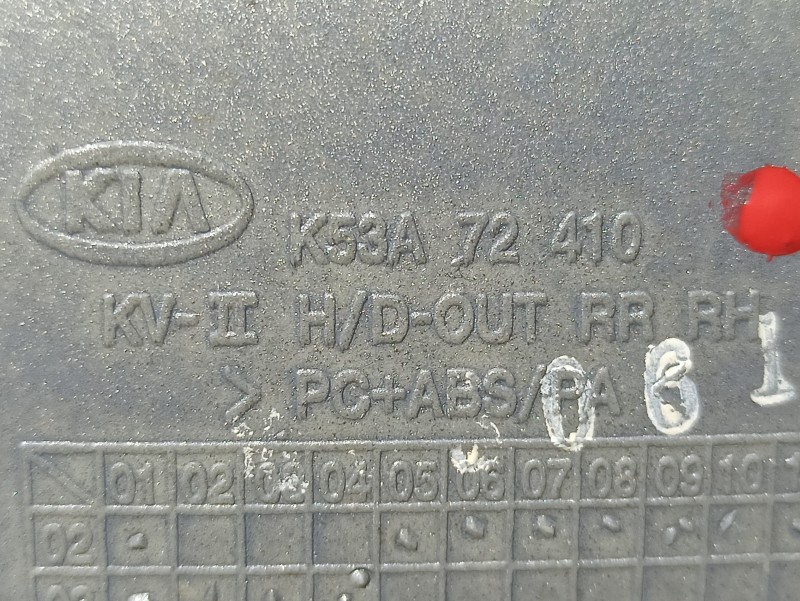 KIA K53A 72 410
KV-II H/D-OUT RR RH
> PC+ABS/PA
061
01 02 03 04 05 06 07 08 09 10
02